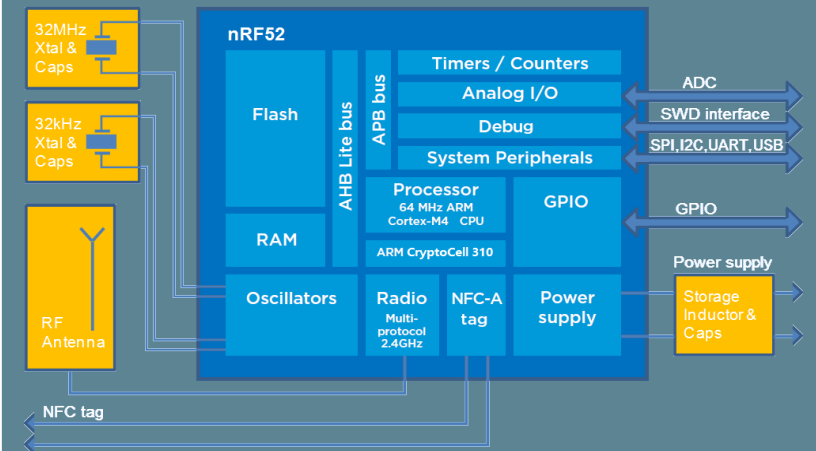 32MHz
Xtal &
Caps
32kHz
Xtal &
Caps
RF
Antenna
NFC tag
nRF52
Flash
RAM
AHB Lite bus
APB bus
Timers / Counters
Analog I/O
Debug
System Peripherals
Processor
64 MHz ARM
Cortex-M4 CPU
ARM CryptoCell 310
GPIO
Oscillators
Radio
Multi-
protocol
2.4GHz
NFC-A
tag
Power
supply
ADC
SWD interface
SPI,I2C,UART,USB
GPIO
Power supply
Storage
Inductor &
Caps